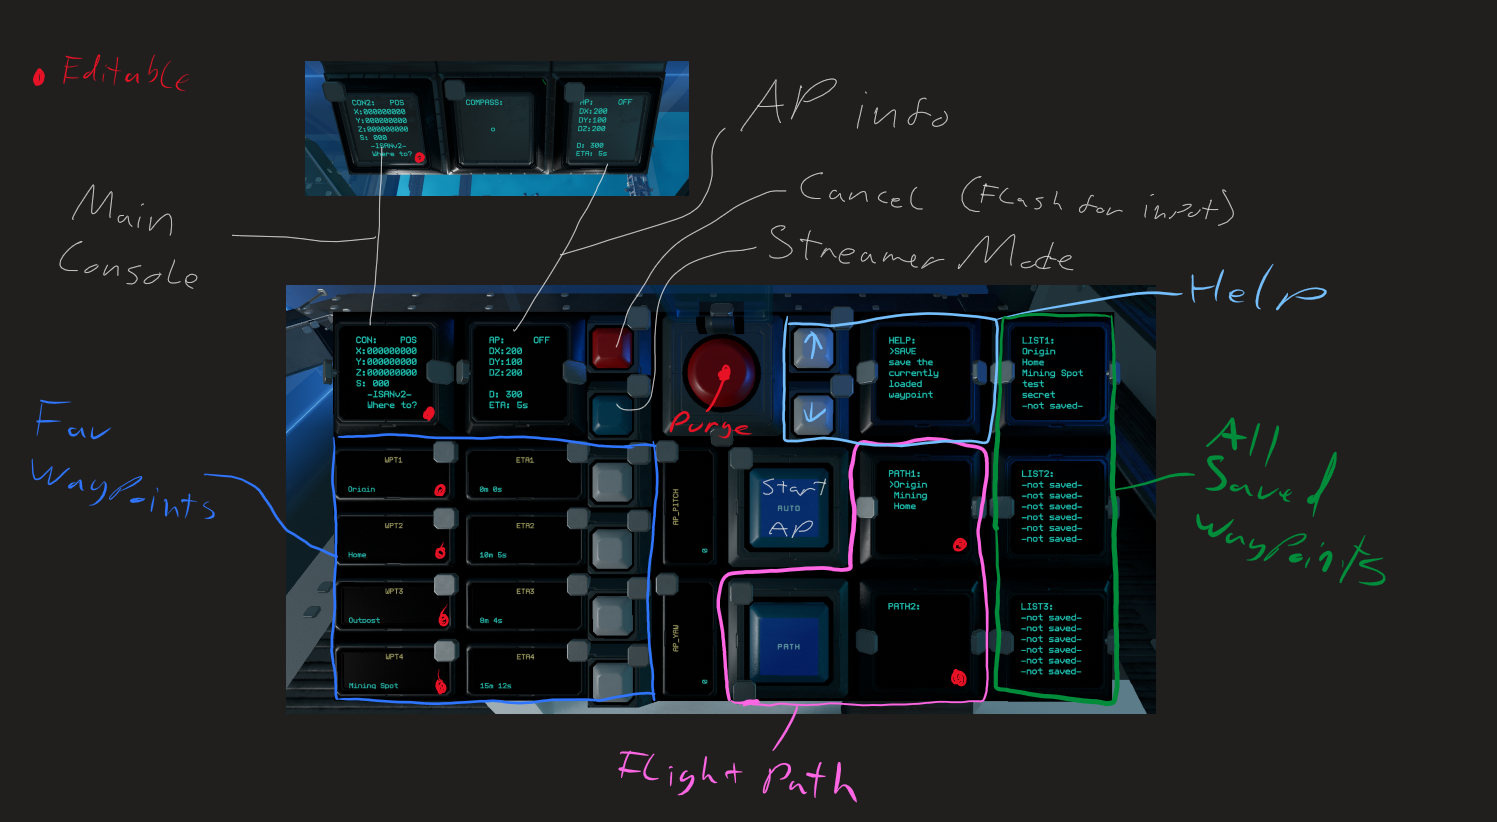 Editable
CON2: POS
X:000000000
Y:000000000
Z:000000000
S: 000
-ISANv2-
Where to?
COMPASS:
AP: OFF
DX:200
DY:100
DZ:200
D: 300
ETA: 5s
AP info
Cancel (Flash for input)
Streamer Mode
Main
Console
Help
CON: POS
X:000000000
Y:000000000
Z:000000000
S: 000
-ISANv2-
Where to?
AP: OFF
DX:200
DY:100
DZ:200
D: 300
ETA: 5s
Purge
↑
↓
HELP:
>SAVE
save the
currently
loaded
waypoint
LIST1:
Origin
Home
Mining Spot
test
secret
-not saved-
Fav
Waypoints
WPT1
Origin
ETA1
0m 0s
WPT2
Home
ETA2
10m 5s
WPT3
Outpost
ETA3
8m 4s
WPT4
Mining Spot
ETA4
15m 12s
AP_PITCH
0
AP_YAW
0
Start
AUTO
AP
PATH
PATH1:
>Origin
Mining
Home
PATH2:
LIST2:
-not saved-
-not saved-
-not saved-
-not saved-
-not saved-
-not saved-
LIST3:
-not saved-
-not saved-
-not saved-
-not saved-
-not saved-
-not saved-
All
Saved
Waypoints
Flight Path